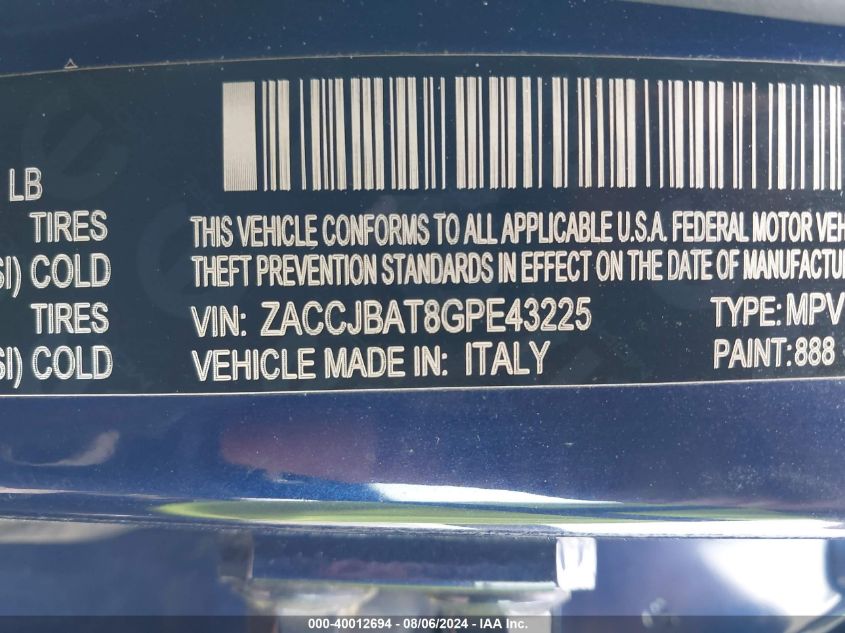 LB
TIRES
SI) COLD
TIRES
SI) COLD
THIS VEHICLE CONFORMS TO ALL APPLICABLE U.S.A. FEDERAL MOTOR VEH
THEFT PREVENTION STANDARDS IN EFFECT ON THE DATE OF MANUFACTU
VIN: ZACCJBAT8GPE43225 TYPE: MPV
VEHICLE MADE IN: ITALY PAINT: 888
000-40012694 - 08/06/2024 - © IAA Inc.